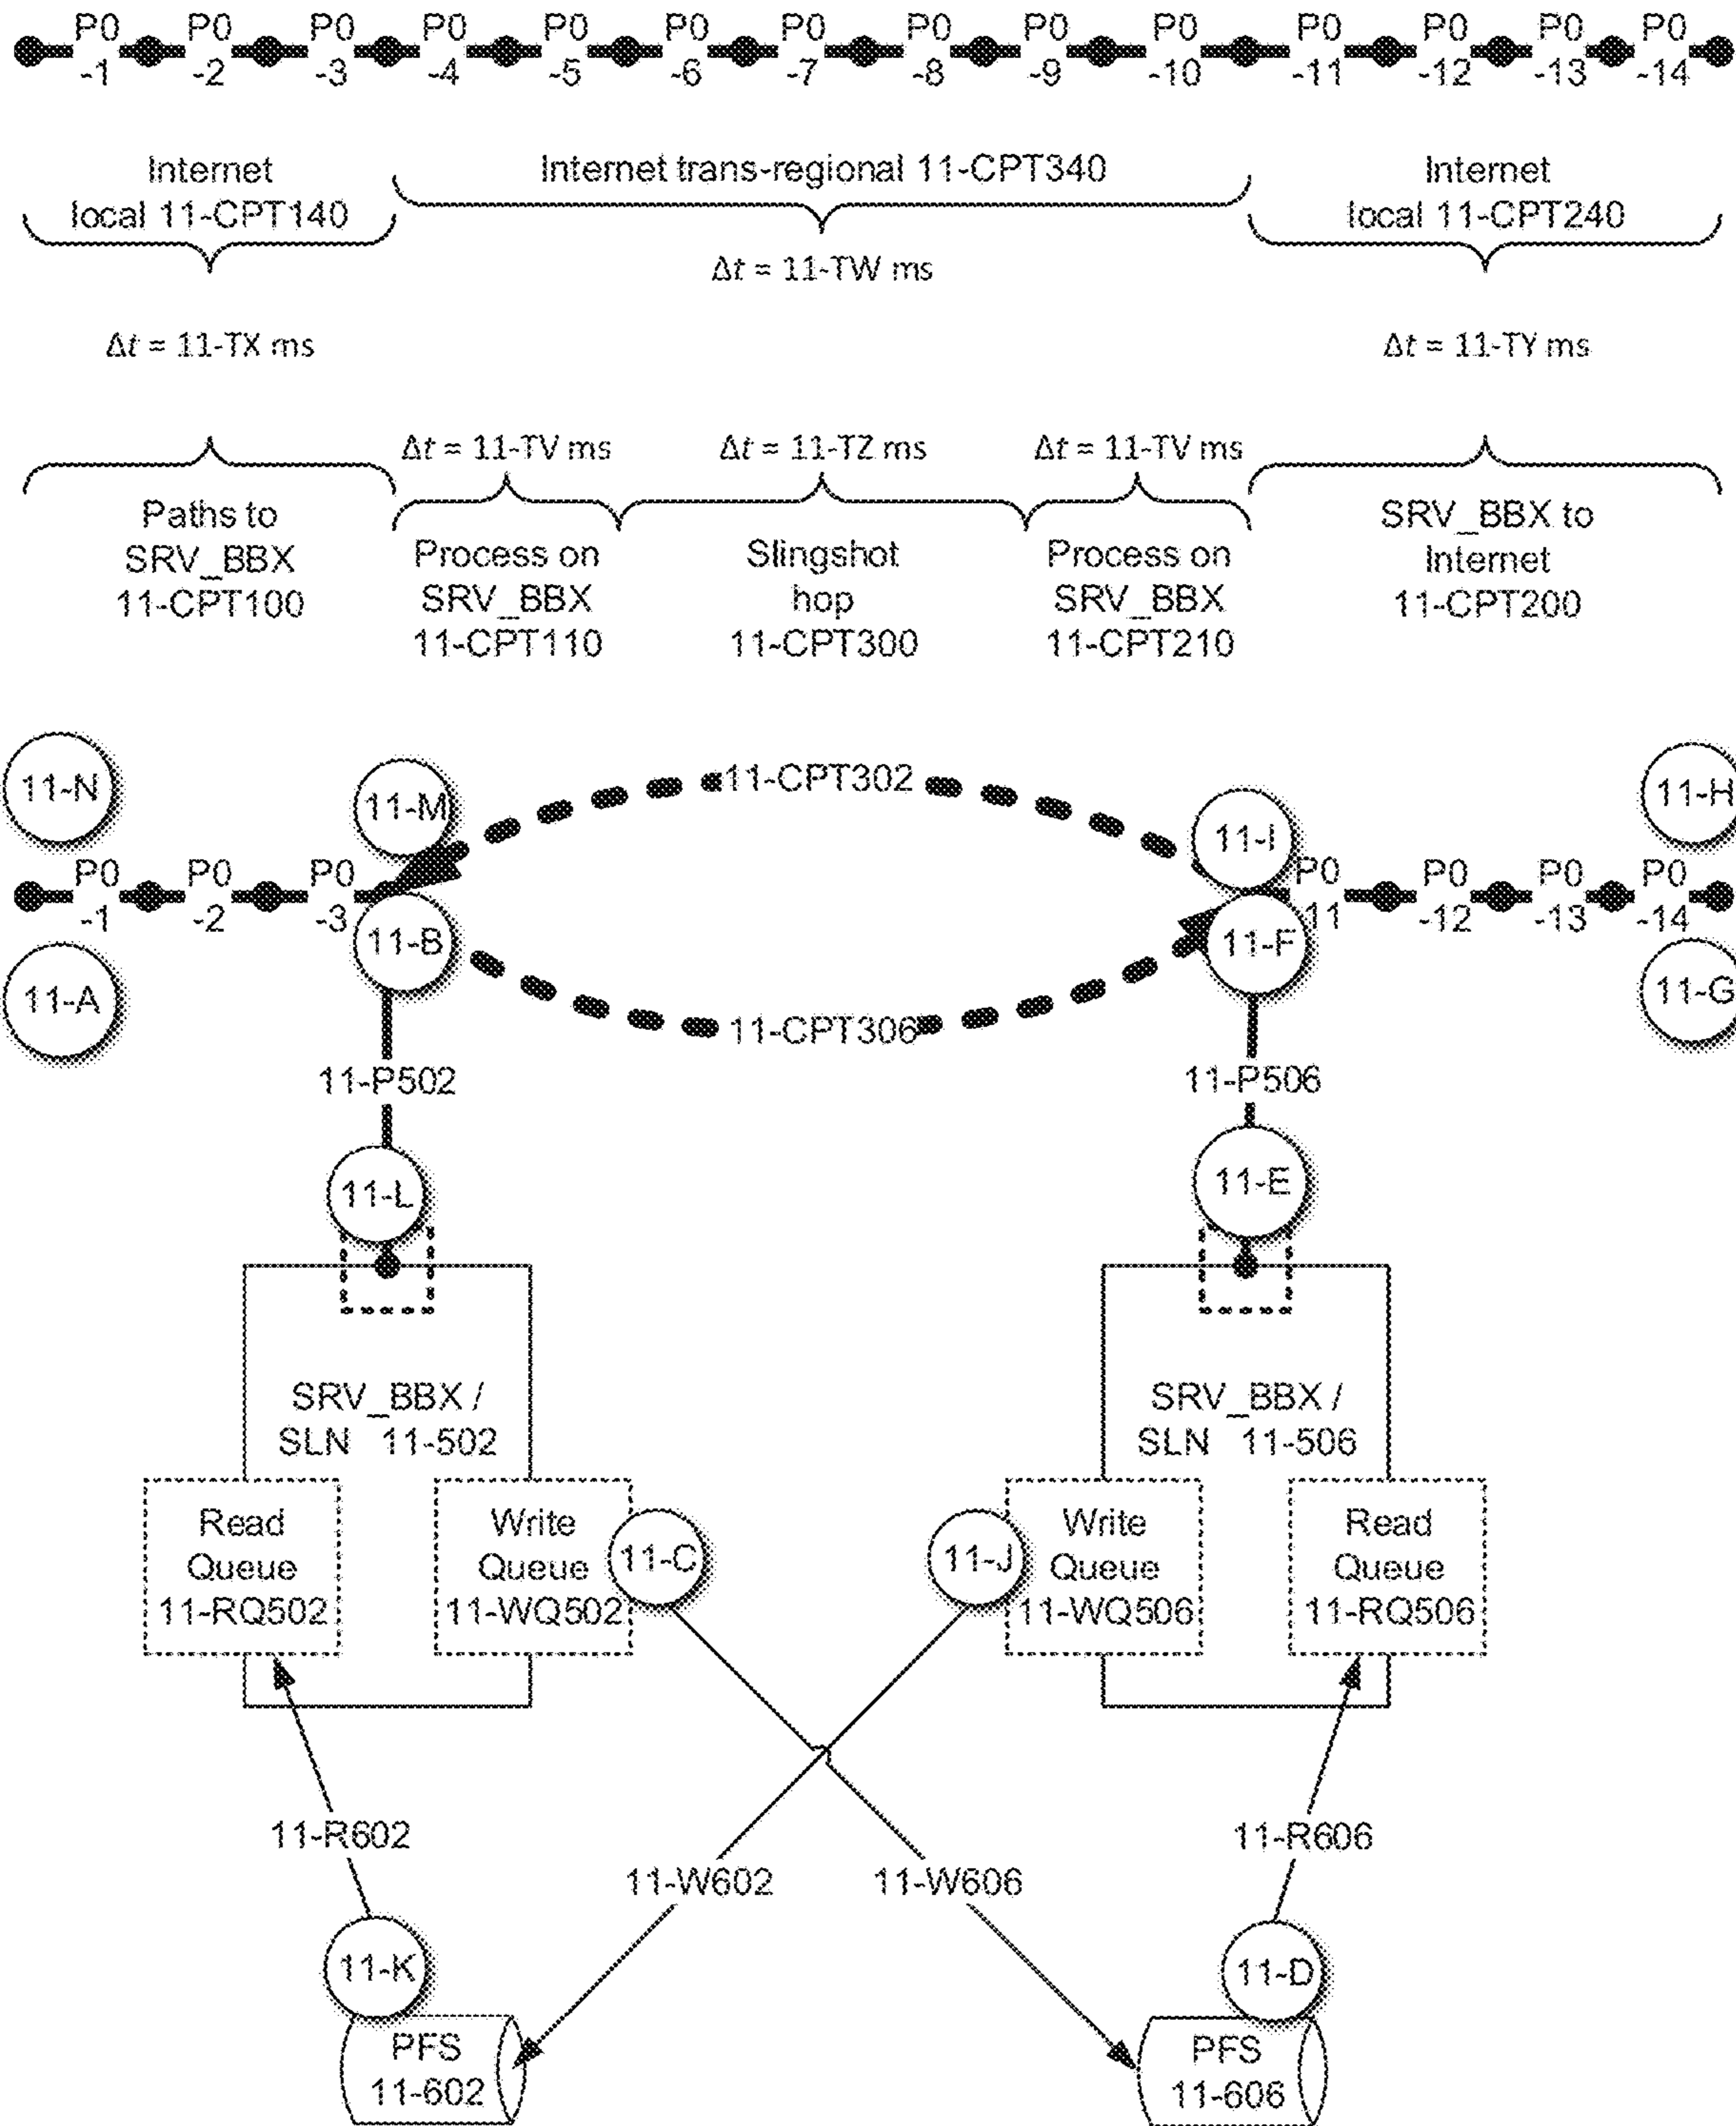 P0 P0 P0 P0 P0 P0 P0 P0 P0 P0 P0 P0 P0 P0
-1 -2 -3 -4 -5 -6 -7 -8 -9 -10 -11 -12 -13 -14
Internet
local 11-CPT140
Internet trans-regional 11-CPT340
Internet
local 11-CPT240
Δt = 11-TW ms
Δt = 11-TX ms
Δt = 11-TY ms
Δt = 11-TV ms
Δt = 11-TZ ms
Δt = 11-TV ms
Paths to
SRV_BBX
11-CPT100
Process on
SRV_BBX
11-CPT110
Slingshot
hop
11-CPT300
Process on
SRV_BBX
11-CPT210
SRV_BBX to
Internet
11-CPT200
11-N
11-M
11-CPT302
11-I
11-H
P0 P0 P0 P0 P0 P0 P0
-1 -2 -3 11 -12 -13 -14
11-A
11-B
11-CPT306
11-F
11-G
11-P502
11-P506
11-L
11-E
SRV_BBX /
SLN 11-502
SRV_BBX /
SLN 11-506
Read
Queue
11-RQ502
Write
Queue
11-WQ502
11-C
11-J
Write
Queue
11-WQ506
Read
Queue
11-RQ506
11-R602
11-R606
11-W602
11-W606
11-K
11-D
PFS
11-602
PFS
11-606